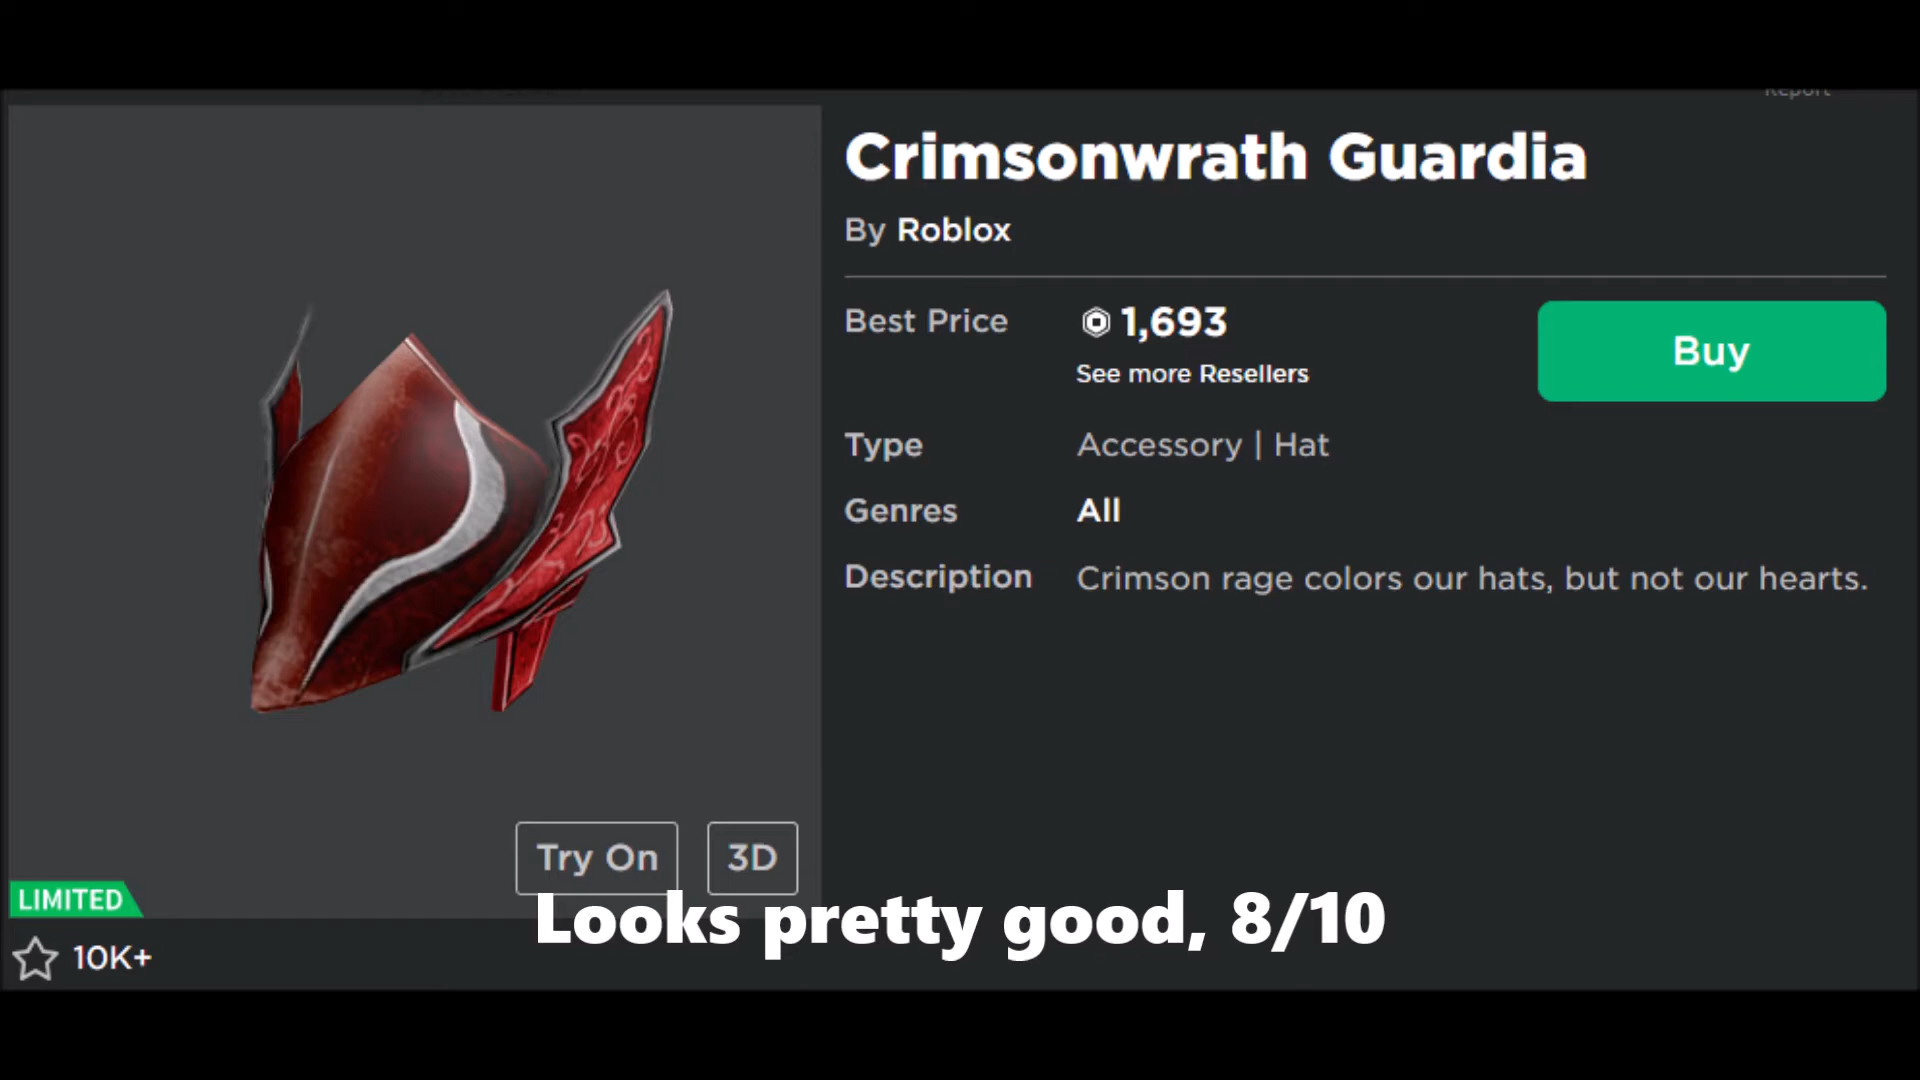 Report
Crimsonwrath Guardia
By Roblox
Best Price 1,693
Buy
See more Resellers
Type Accessory | Hat
Genres All
Description Crimson rage colors our hats, but not our hearts.
Try On 3D
LIMITED
Looks pretty good, 8/10
10K+